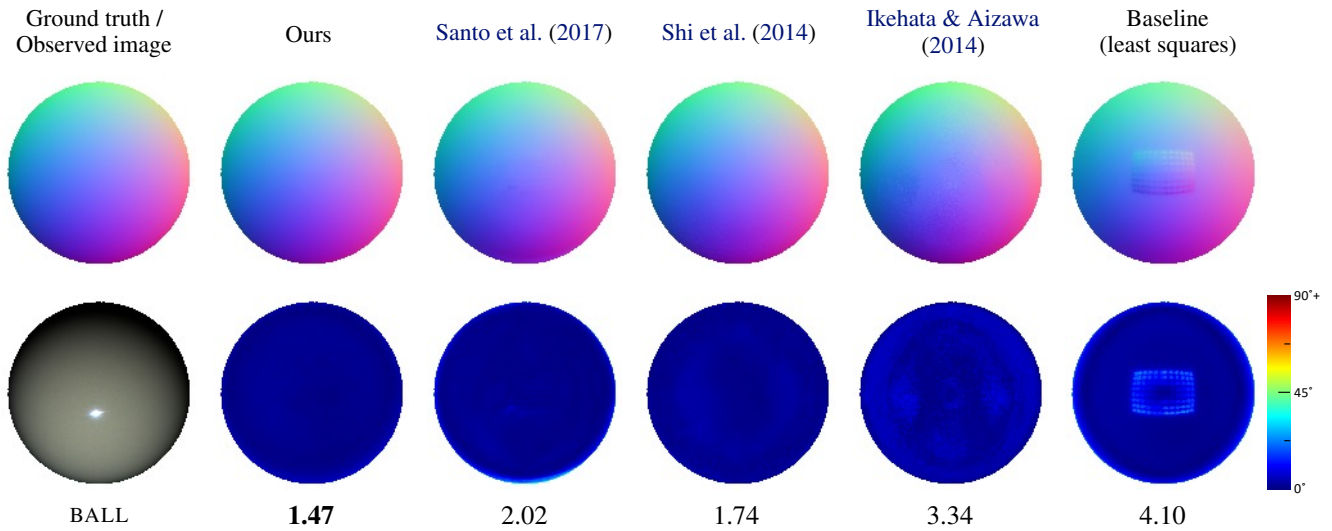 Ground truth /
Observed image
Ours
Santo et al. (2017)
Shi et al. (2014)
Ikehata & Aizawa
(2014)
Baseline
(least squares)
90°+
45°
0°
BALL
1.47
2.02
1.74
3.34
4.10